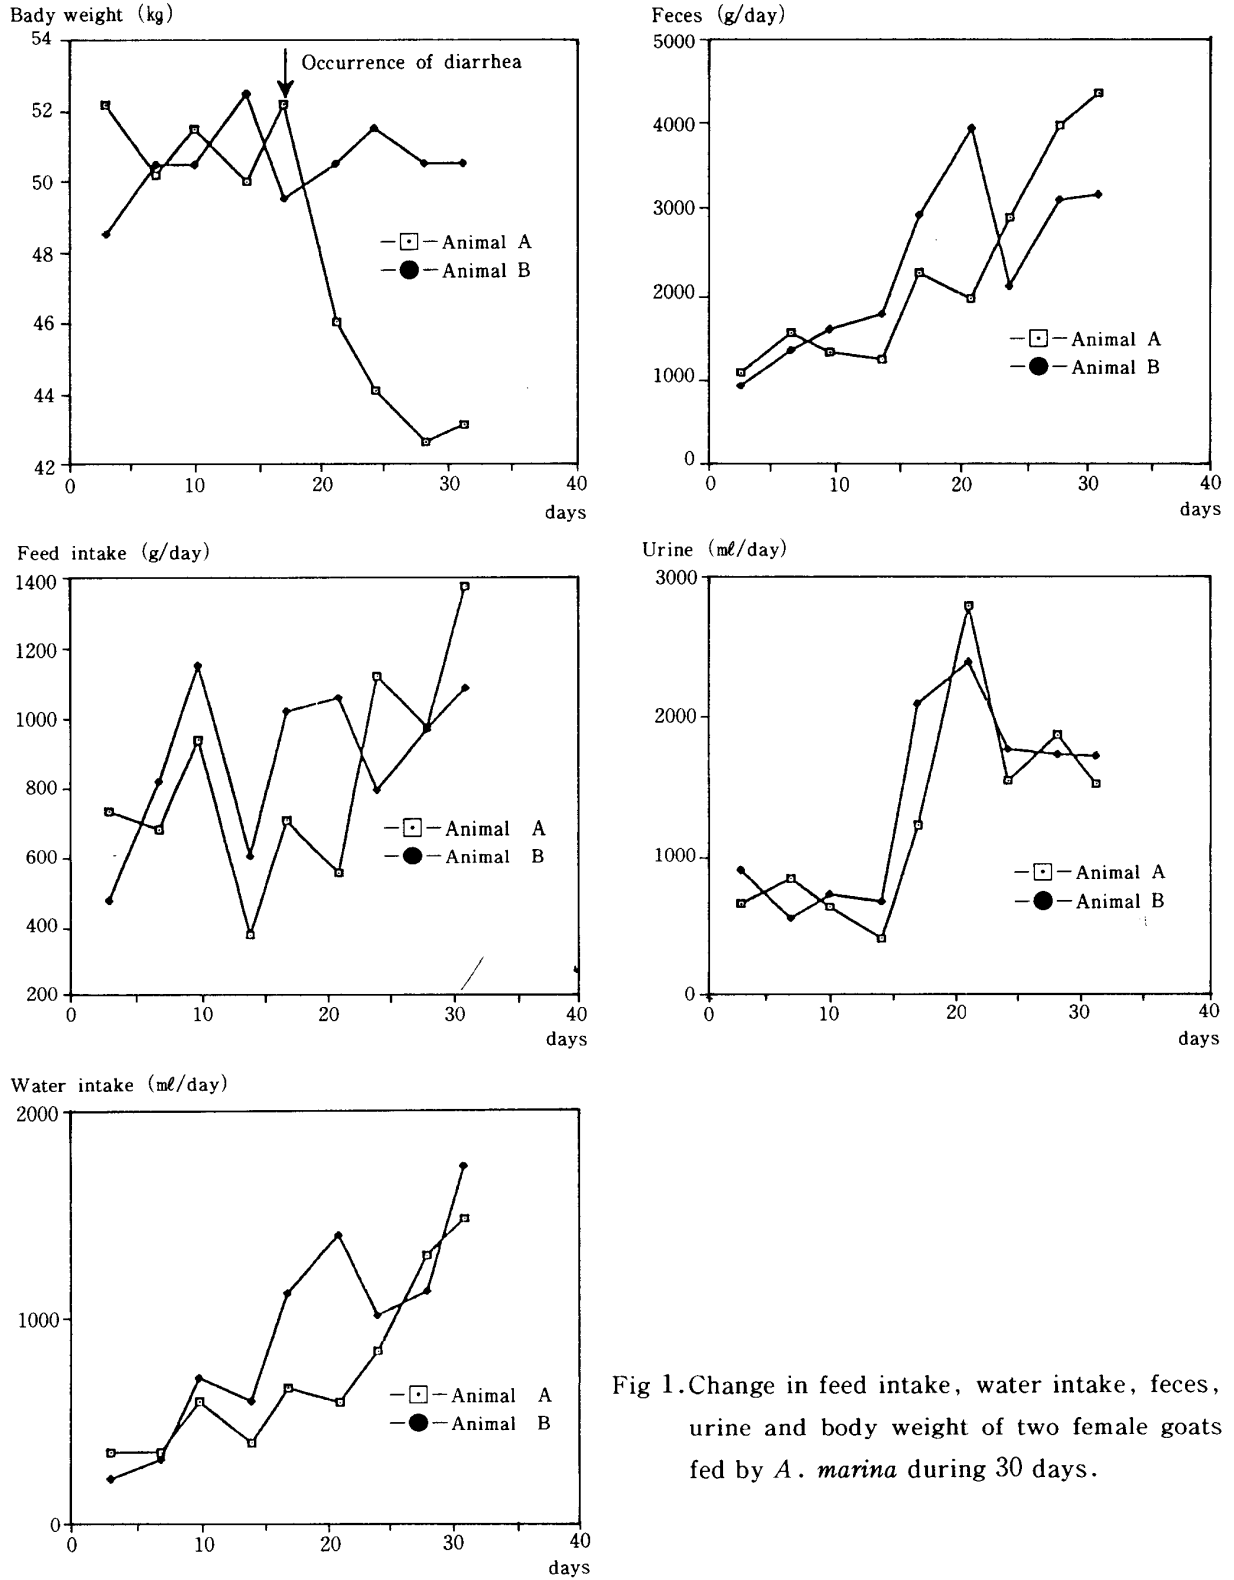 Bady weight (kg)
54
52
50
48
46
44
42
0
10
20
30
40
days
Occurrence of diarrhea
Animal A
Animal B
Feces (g/day)
5000
4000
3000
2000
1000
0
0
10
20
30
40
days
Animal A
Animal B
Feed intake (g/day)
1400
1200
1000
800
600
400
200
0
10
20
30
40
days
Animal A
Animal B
Urine (mℓ/day)
3000
2000
1000
0
0
10
20
30
40
days
Animal A
Animal B
Water intake (mℓ/day)
2000
1000
0
0
10
20
30
40
days
Animal A
Animal B
Fig 1. Change in feed intake, water intake, feces,
urine and body weight of two female goats
fed by A. marina during 30 days.